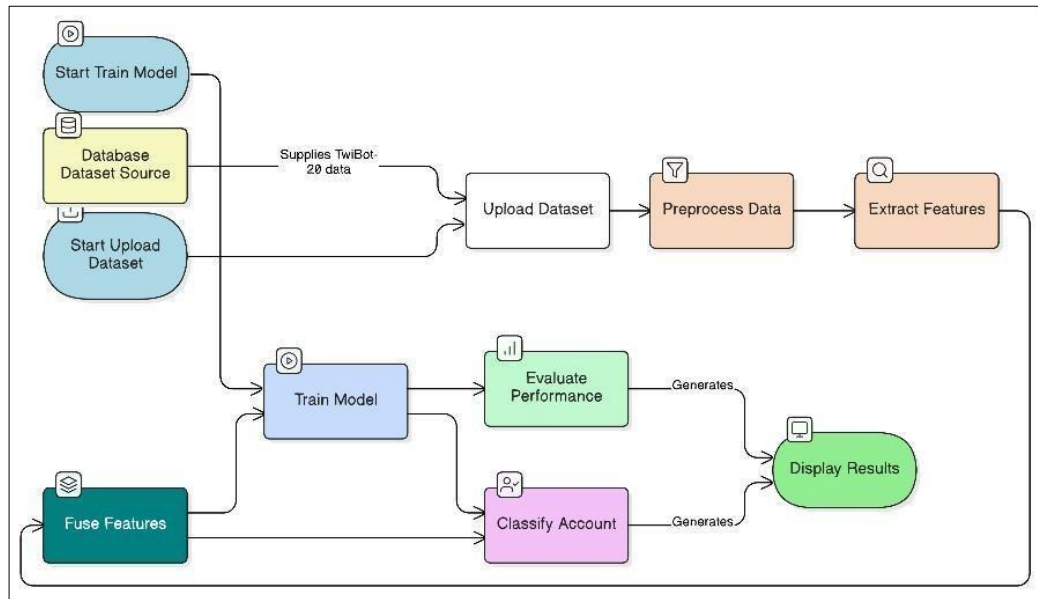 Start Train Model
Database
Dataset Source
Supplies TwiBot-
20 data
Start Upload
Dataset
Upload Dataset
Preprocess Data
Extract Features
Train Model
Evaluate
Performance
Generates
Display Results
Fuse Features
Classify Account
Generates